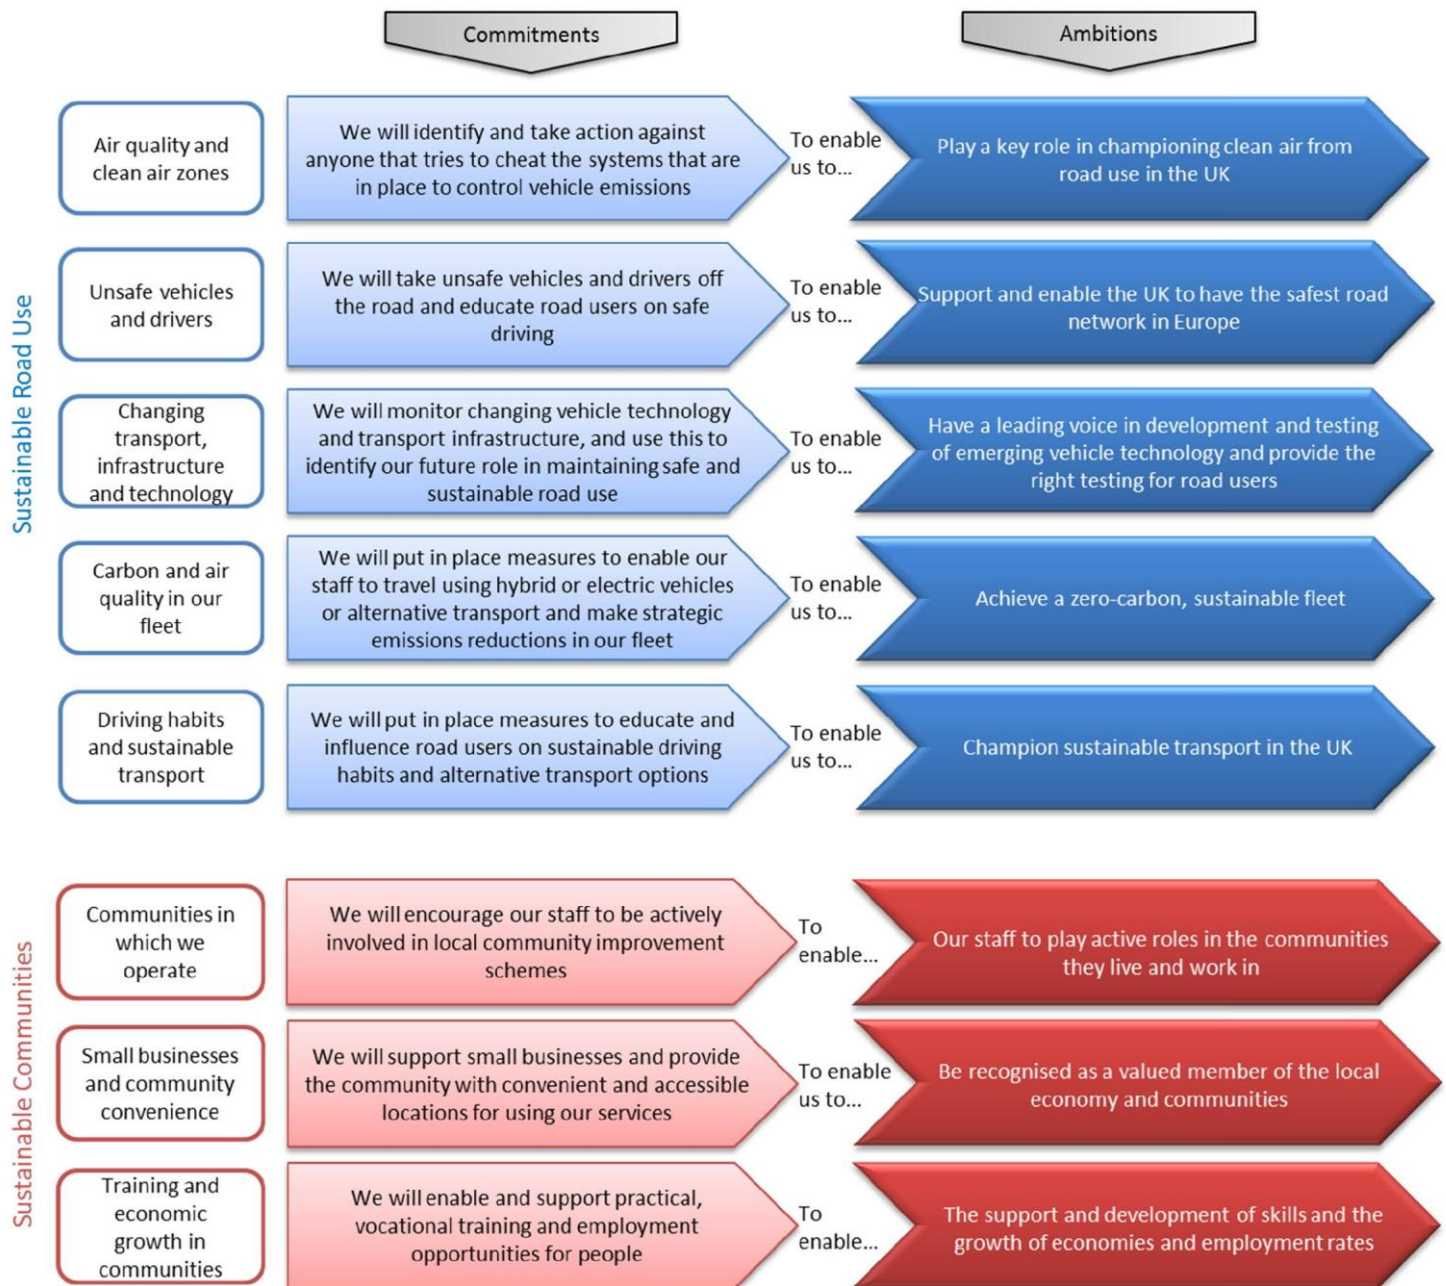 Commitments
Ambitions
Sustainable Road Use
Air quality and
clean air zones
We will identify and take action against
anyone that tries to cheat the systems that are
in place to control vehicle emissions
To enable
us to...
Play a key role in championing clean air from
road use in the UK
Unsafe vehicles
and drivers
We will take unsafe vehicles and drivers off
the road and educate road users on safe
driving
To enable
us to...
Support and enable the UK to have the safest road
network in Europe
Changing
transport,
infrastructure
and technology
We will monitor changing vehicle technology
and transport infrastructure, and use this to
identify our future role in maintaining safe and
sustainable road use
To enable
us to...
Have a leading voice in development and testing
of emerging vehicle technology and provide the
right testing for road users
Carbon and air
quality in our
fleet
We will put in place measures to enable our
staff to travel using hybrid or electric vehicles
or alternative transport and make strategic
emissions reductions in our fleet
To enable
us to...
Achieve a zero-carbon, sustainable fleet
Driving habits
and sustainable
transport
We will put in place measures to educate and
influence road users on sustainable driving
habits and alternative transport options
To enable
us to...
Champion sustainable transport in the UK
Sustainable Communities
Communities in
which we
operate
We will encourage our staff to be actively
involved in local community improvement
schemes
To
enable...
Our staff to play active roles in the communities
they live and work in
Small businesses
and community
convenience
We will support small businesses and provide
the community with convenient and accessible
locations for using our services
To enable
us to...
Be recognised as a valued member of the local
economy and communities
Training and
economic
growth in
communities
We will enable and support practical,
vocational training and employment
opportunities for people
To
enable...
The support and development of skills and the
growth of economies and employment rates